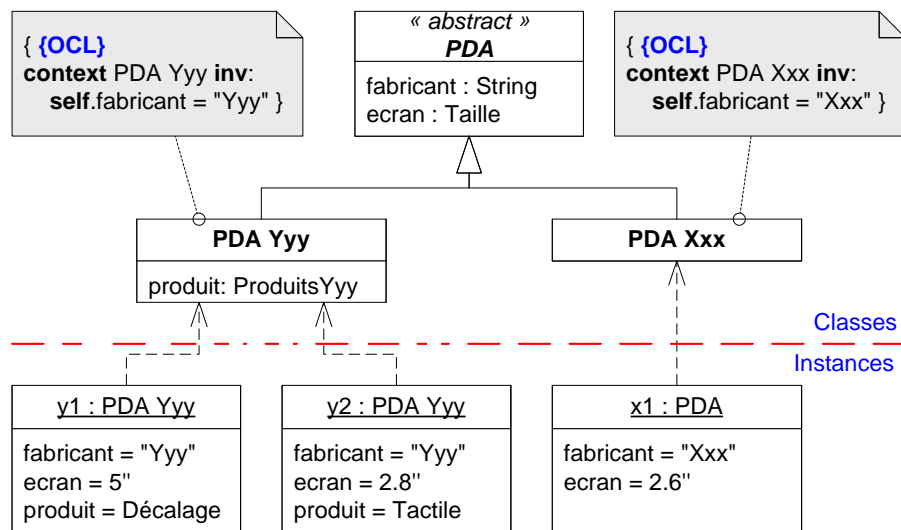 { {OCL}
context PDA Yyy inv:
self.fabricant = "Yyy" }
« abstract »
PDA
fabricant : String
ecran : Taille
{ {OCL}
context PDA Xxx inv:
self.fabricant = "Xxx" }
PDA Yyy
produit: ProduitsYyy
PDA Xxx
Classes
Instances
y1 : PDA Yyy
fabricant = "Yyy"
ecran = 5"
produit = Décalage
y2 : PDA Yyy
fabricant = "Yyy"
ecran = 2.8"
produit = Tactile
x1 : PDA
fabricant = "Xxx"
ecran = 2.6"